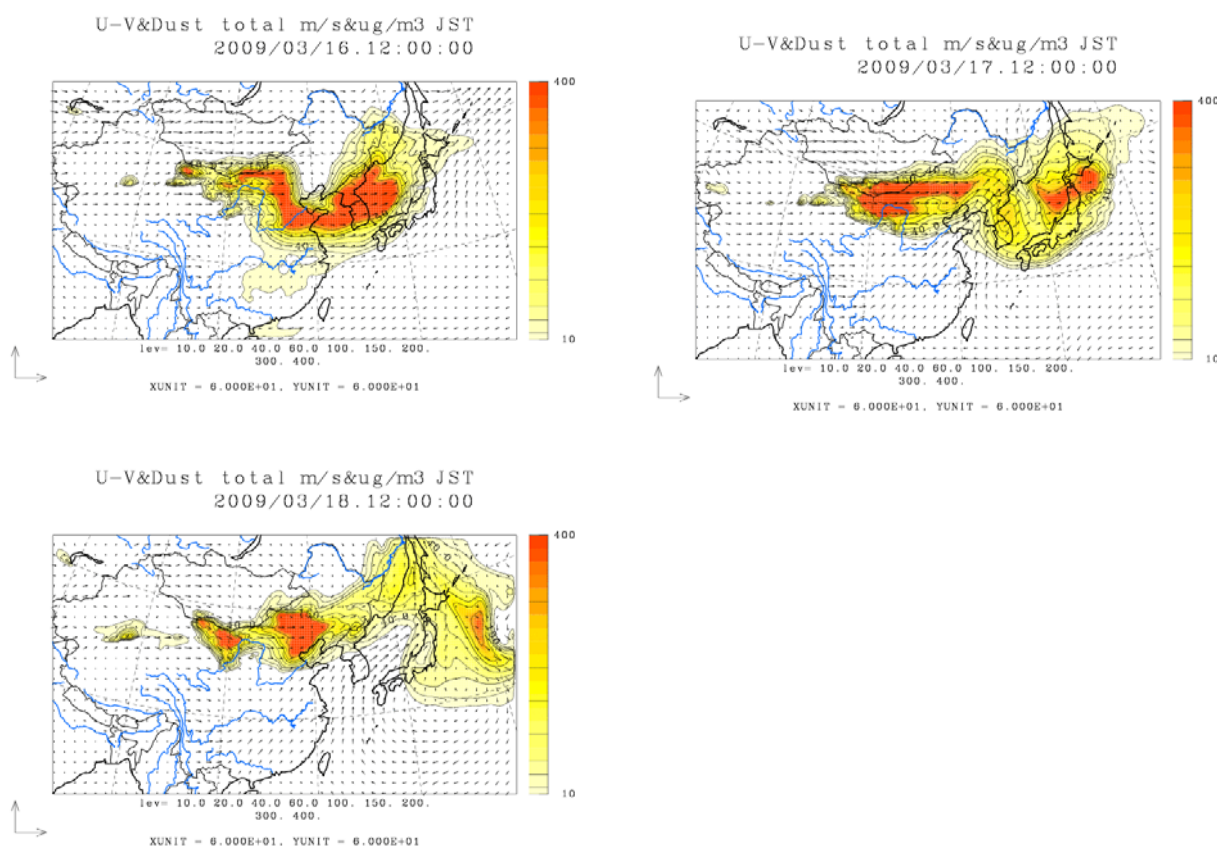 U-V&Dust total m/s&ug/m3 JST
2009/03/16.12:00:00
400
10
lev= 10.0 20.0 40.0 60.0 100. 150. 200.
300. 400.
XUNIT = 6.000E+01, YUNIT = 6.000E+01
U-V&Dust total m/s&ug/m3 JST
2009/03/17.12:00:00
400
10
lev= 10.0 20.0 40.0 60.0 100. 150. 200.
300. 400.
XUNIT = 6.000E+01, YUNIT = 6.000E+01
U-V&Dust total m/s&ug/m3 JST
2009/03/18.12:00:00
400
10
lev= 10.0 20.0 40.0 60.0 100. 150. 200.
300. 400.
XUNIT = 6.000E+01, YUNIT = 6.000E+01